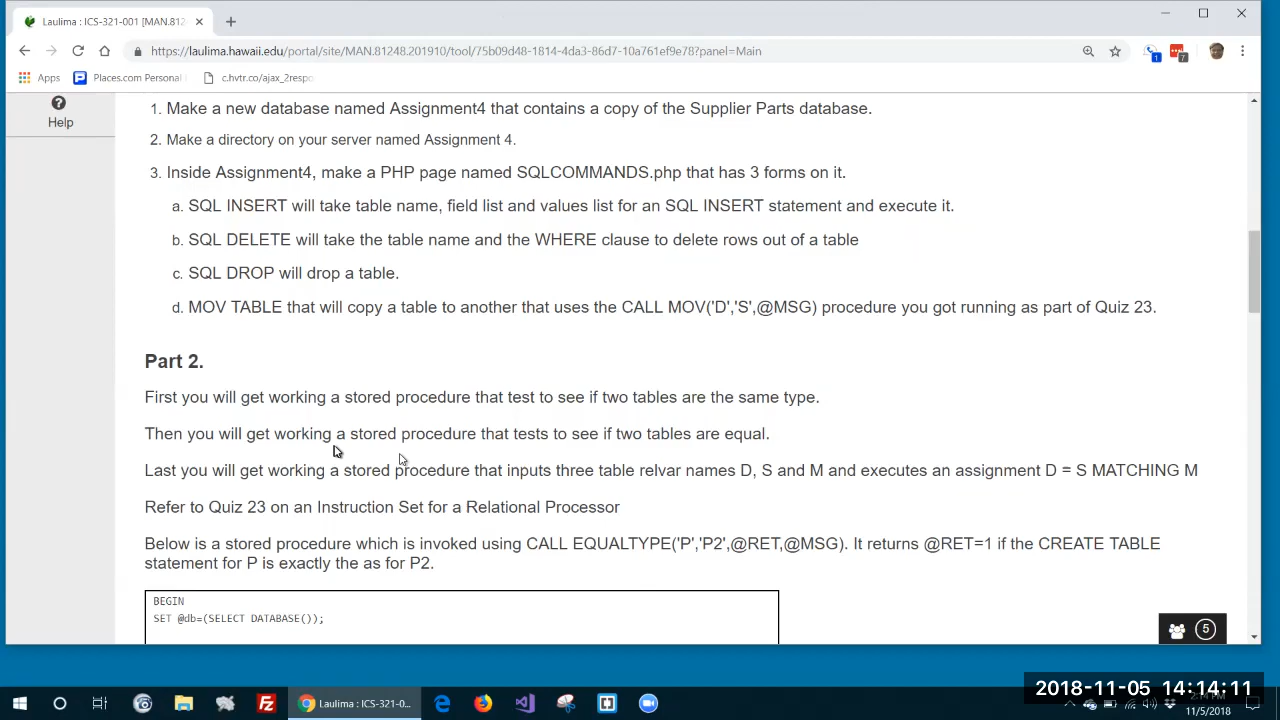 Laulima : ICS-321-001 [MAN.812
https://laulima.hawaii.edu/portal/site/MAN.81248.201910/tool/75b09d48-1814-4da3-86d7-10a761ef9e78?panel=Main
1
7
Apps
Places.com Personal
c.hvtr.co/ajax_2respo
Help
1. Make a new database named Assignment4 that contains a copy of the Supplier Parts database.
2. Make a directory on your server named Assignment 4.
3. Inside Assignment4, make a PHP page named SQLCOMMANDS.php that has 3 forms on it.
a. SQL INSERT will take table name, field list and values list for an SQL INSERT statement and execute it.
b. SQL DELETE will take the table name and the WHERE clause to delete rows out of a table
c. SQL DROP will drop a table.
d. MOV TABLE that will copy a table to another that uses the CALL MOV('D','S',@MSG) procedure you got running as part of Quiz 23.
Part 2.
First you will get working a stored procedure that test to see if two tables are the same type.
Then you will get working a stored procedure that tests to see if two tables are equal.
Last you will get working a stored procedure that inputs three table relvar names D, S and M and executes an assignment D = S MATCHING M
Refer to Quiz 23 on an Instruction Set for a Relational Processor
Below is a stored procedure which is invoked using CALL EQUALTYPE('P','P2',@RET,@MSG). It returns @RET=1 if the CREATE TABLE
statement for P is exactly the as for P2.
BEGIN
SET @db=(SELECT DATABASE());
5
Laulima : ICS-321-0...
2018-11-05 14:14:11
11/5/2018